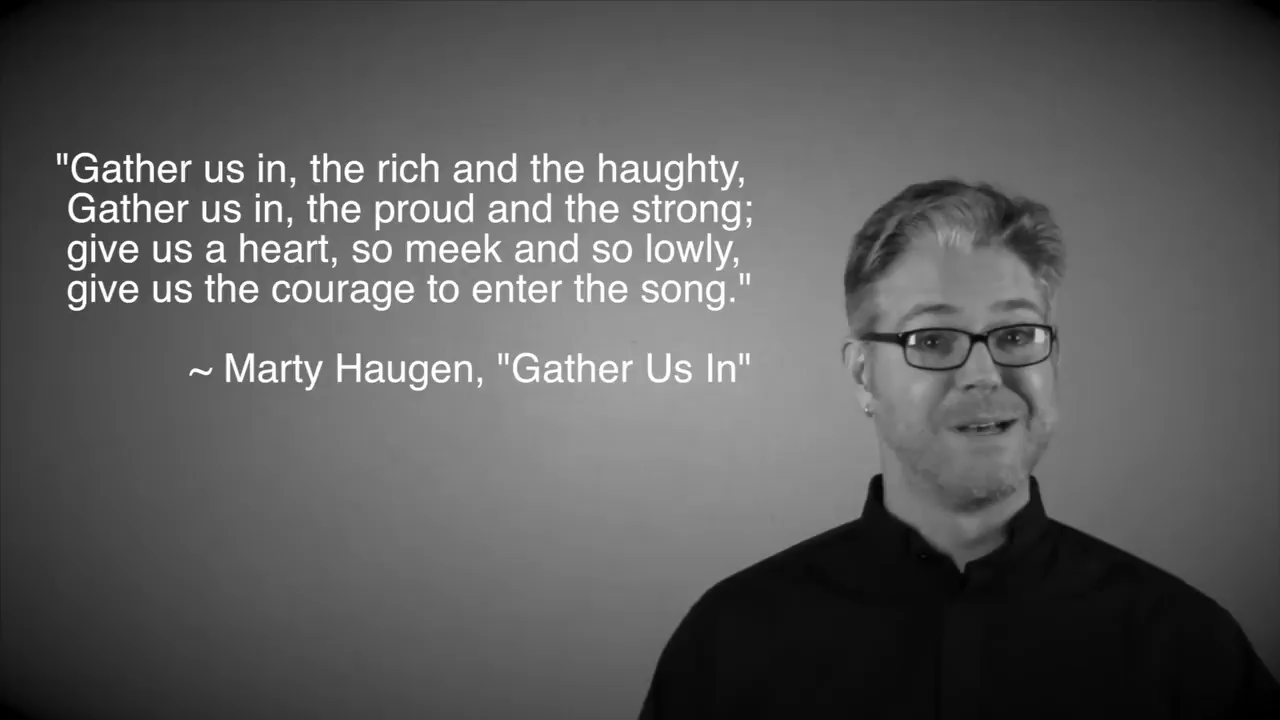 "Gather us in, the rich and the haughty,
Gather us in, the proud and the strong;
give us a heart, so meek and so lowly,
give us the courage to enter the song."
~ Marty Haugen, "Gather Us In"